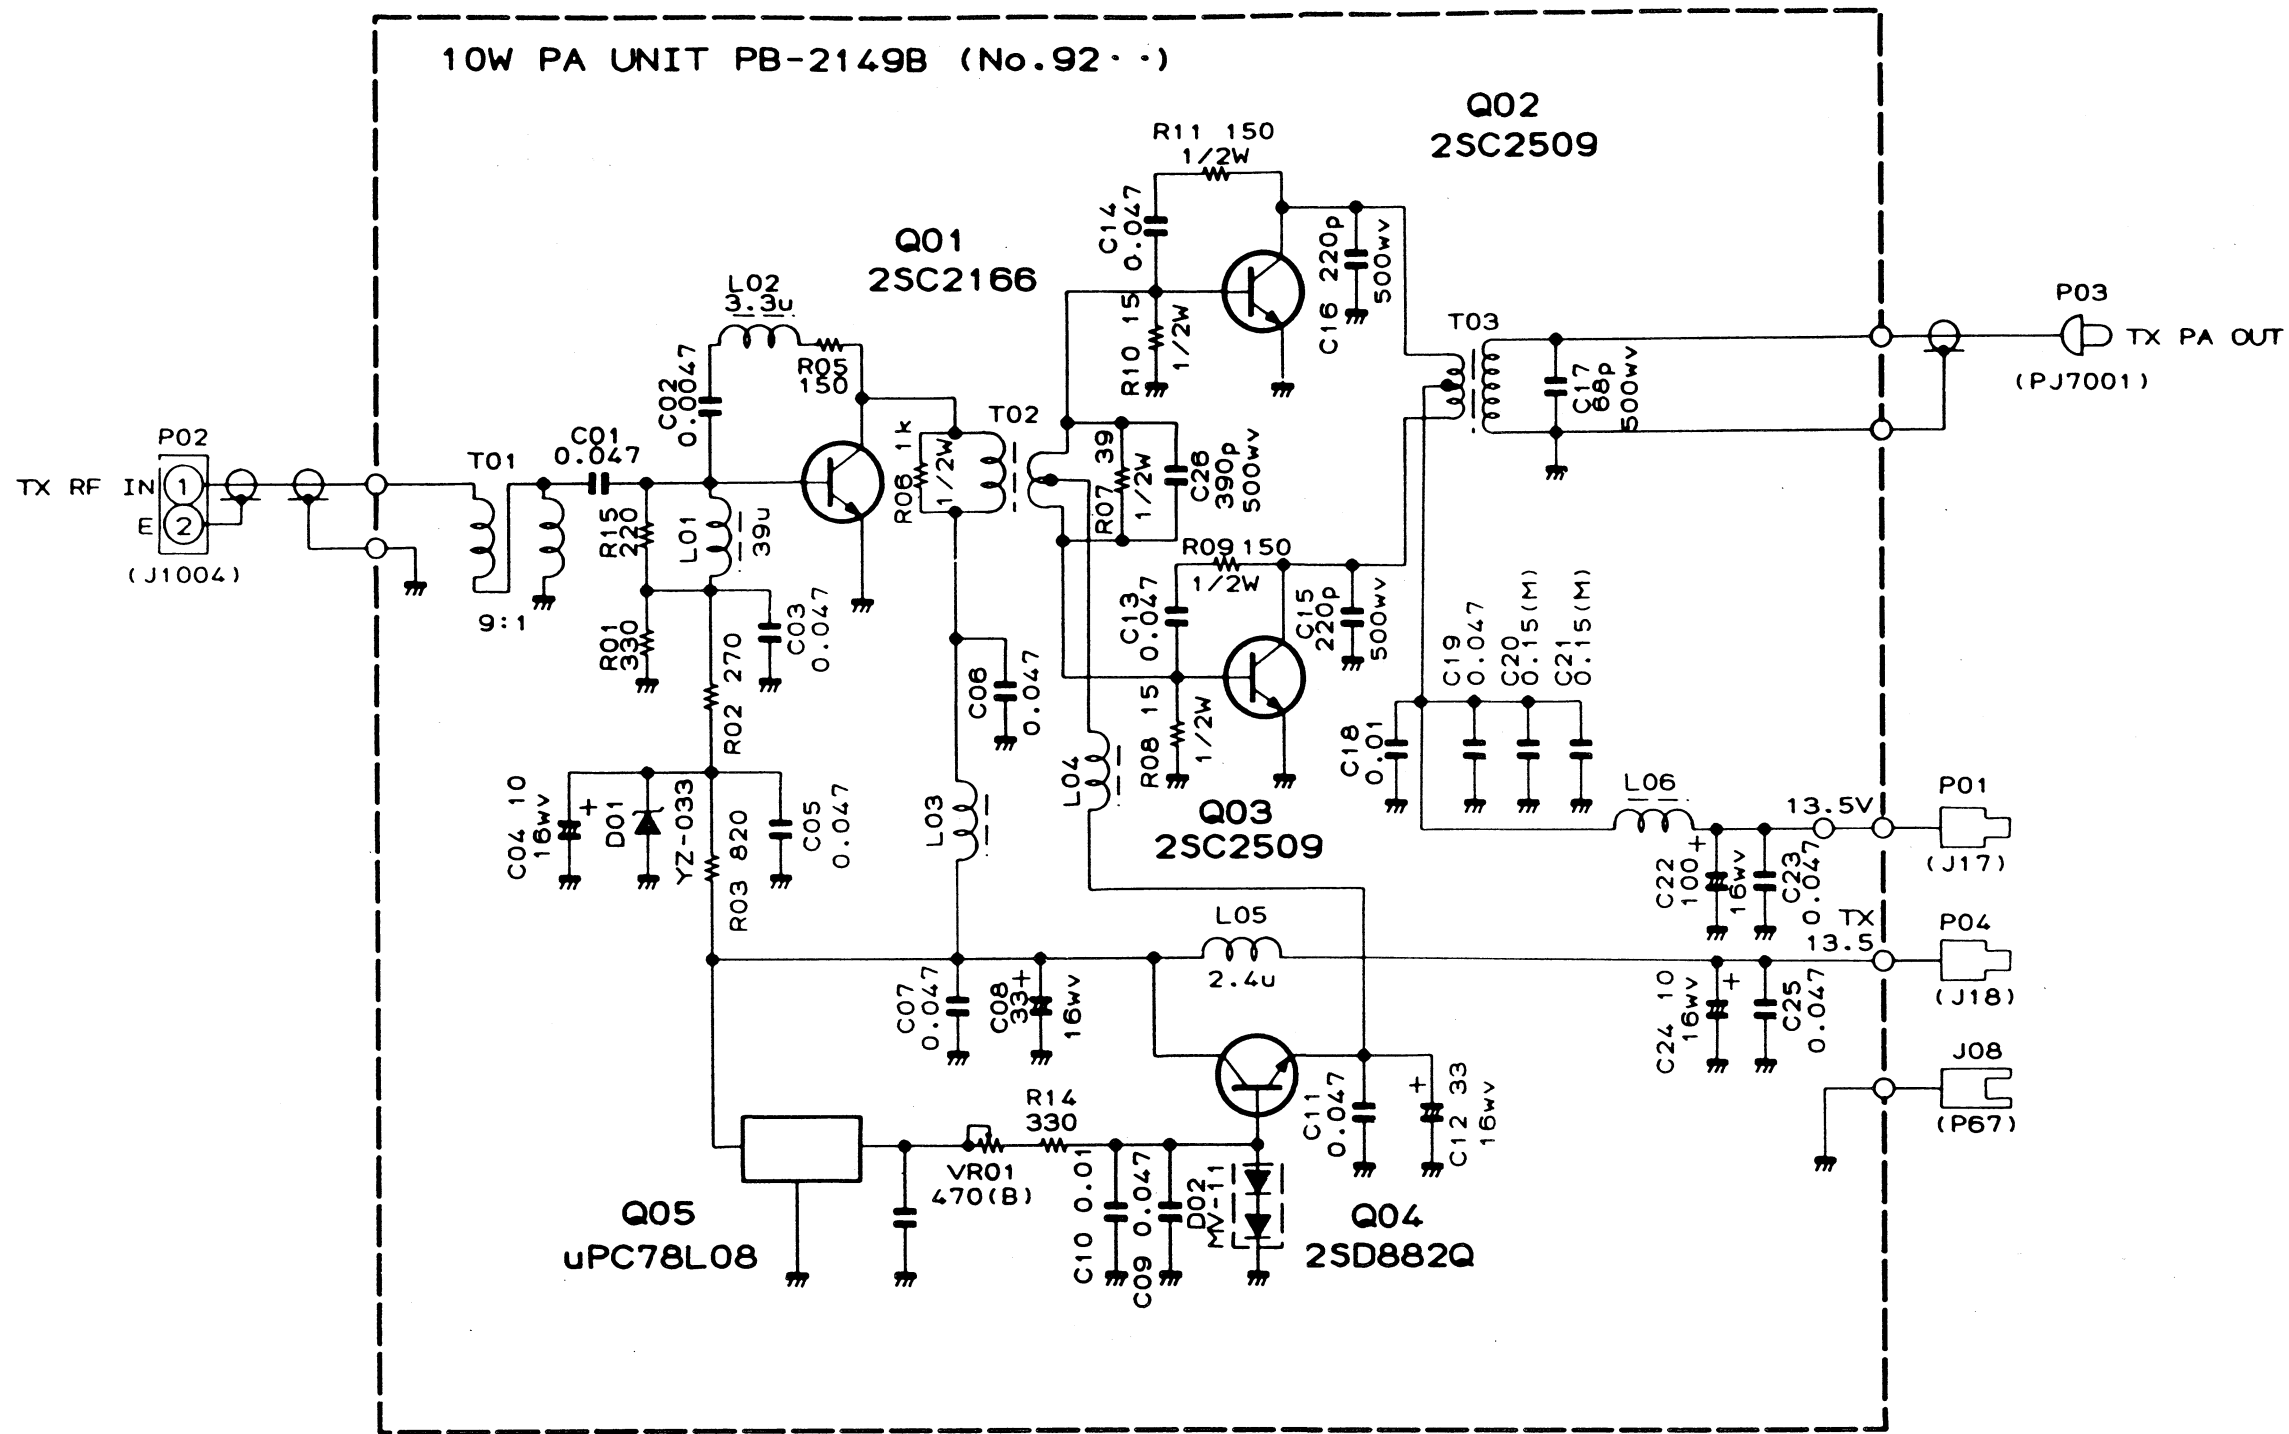 10W PA UNIT PB-2149B (No.92··)
Q02
2SC2509
R11 150
1/2W
C14
0.047
Q01
2SC2166
C16 220p
500wv
R10 15
1/2W
L02
3.3u
R05
150
C02
0.0047
T03
P03
TX PA OUT
(PJ7001)
C17
68p
500wv
P02
TX RF IN 1
E 2
(J1004)
T01
9:1
C01
0.047
R06 1k
1/2W
T02
R07 39
1/2W
C26
390p
500wv
R15
220
L01
39u
R09 150
1/2W
C13
0.047
C15
220p
500wv
R01
330
R02 270
C03
0.047
C06
0.047
R08 15
1/2W
C19
0.047
C20
0.15(M)
C21
0.15(M)
C18
0.01
L04
Q03
2SC2509
L06
13.5V
P01
(J17)
C04 10
16wv
+
D01
YZ-033
R03 820
C05
0.047
L03
C22
100
+
16wv
C23
0.047
L05
2.4u
TX
13.5
P04
(J18)
C07
0.047
C08
33
+
16wv
C24 10
16wv
+
C25
0.047
J08
(P67)
R14
330
VR01
470(B)
C11
0.047
+
C12 33
16wv
C10 0.01
C09 0.047
D02
MV-11
Q05
uPC78L08
Q04
2SD882Q